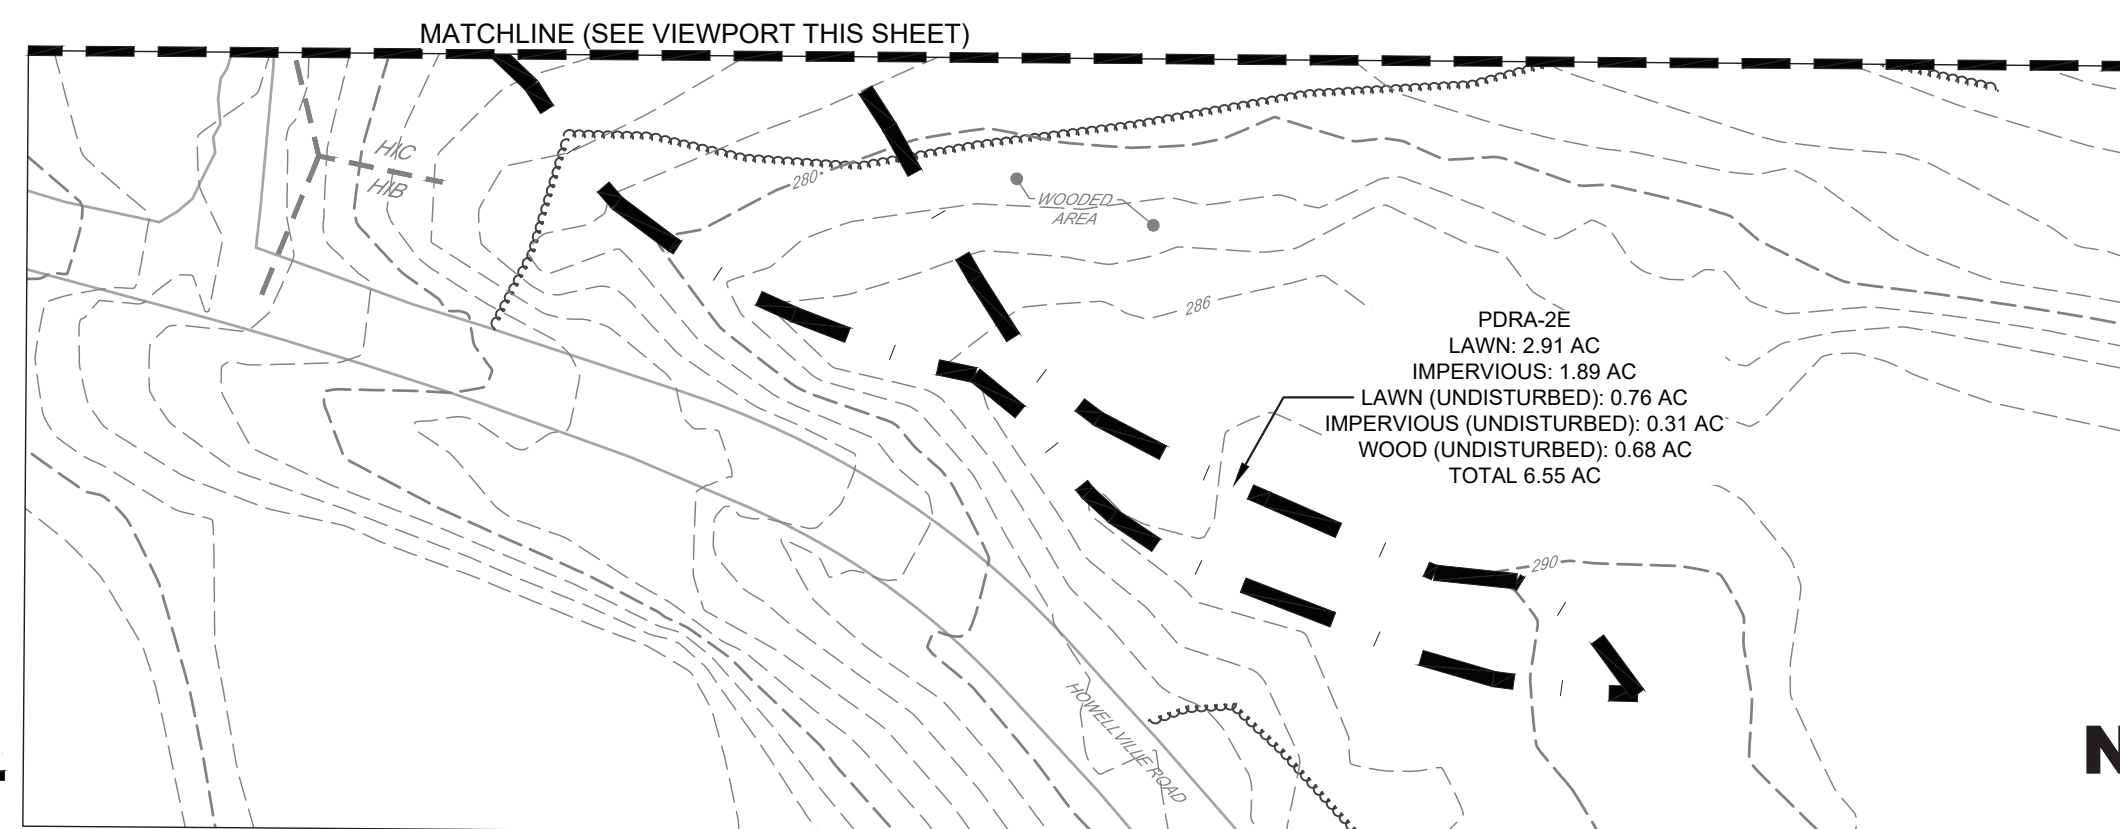 MATCHLINE (SEE VIEWPORT THIS SHEET)
HIC
HIB
280
WOODED
AREA
286
PDRA-2E
LAWN: 2.91 AC
IMPERVIOUS: 1.89 AC
LAWN (UNDISTURBED): 0.76 AC
IMPERVIOUS (UNDISTURBED): 0.31 AC
WOOD (UNDISTURBED): 0.68 AC
TOTAL 6.55 AC
290
HOWELLVILLE ROAD
N